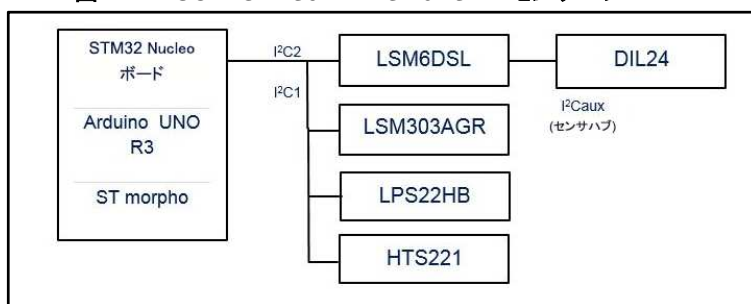 STM32 Nucleo
ボード
Arduino UNO
R3
ST morpho
I²C2
I²C1
LSM6DSL
DIL24
I²Caux
(センサハブ)
LSM303AGR
LPS22HB
HTS221